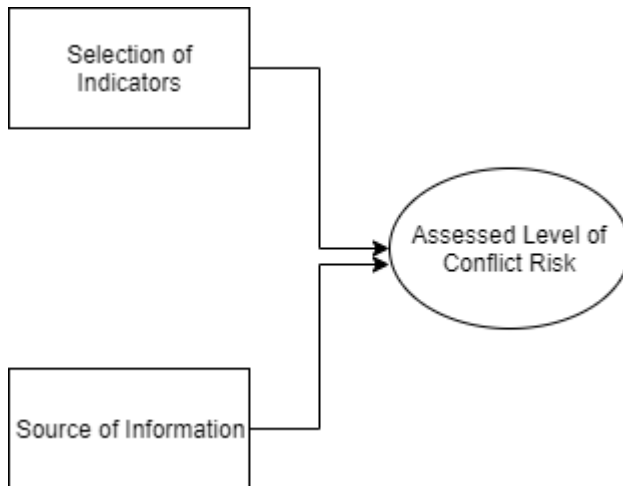 Selection of
Indicators
Assessed Level of
Conflict Risk
Source of Information